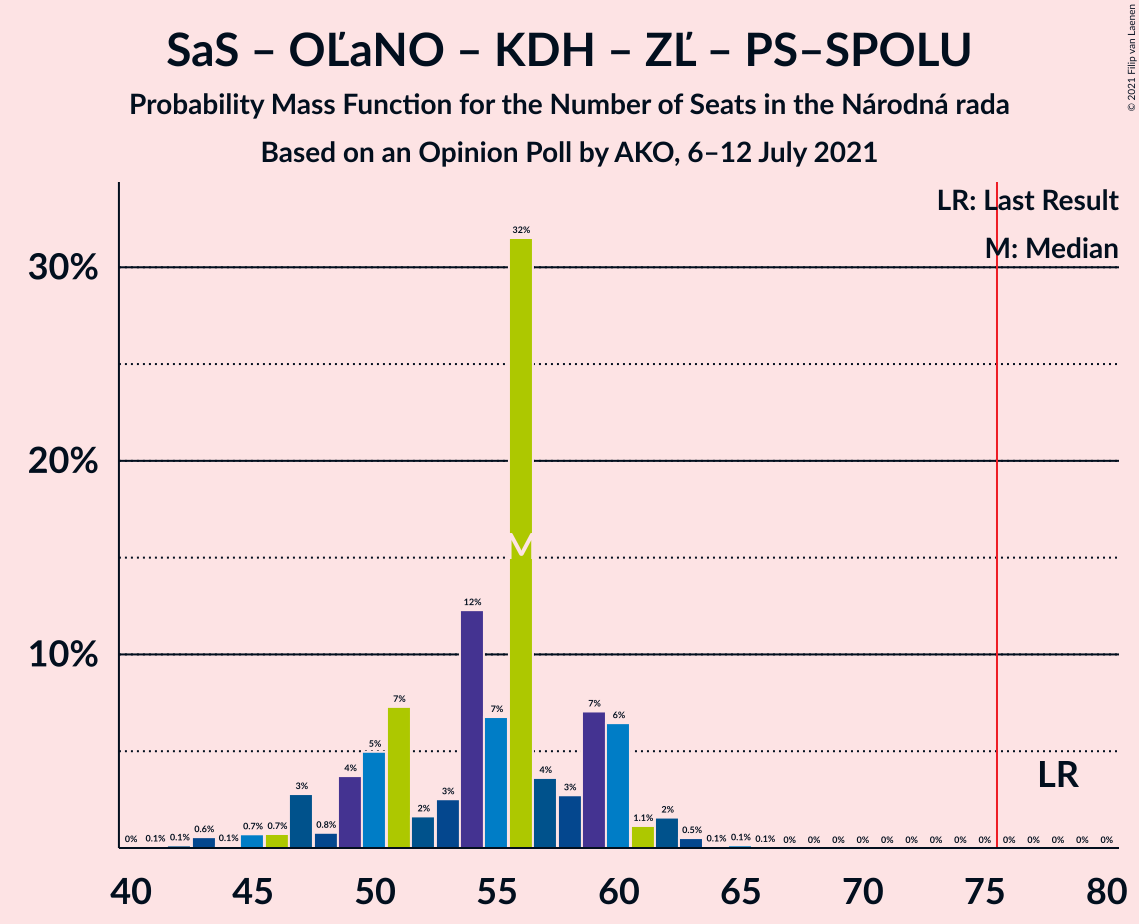 SaS – OĽaNO – KDH – ZĽ – PS–SPOLU
Probability Mass Function for the Number of Seats in the Národná rada
Based on an Opinion Poll by AKO, 6–12 July 2021
© 2021 Filip van Laenen
LR: Last Result
M: Median
30%
20%
10%
0% 0.1% 0.1% 0.6% 0.1% 0.7% 0.7% 3% 0.8% 4% 5% 7% 2% 3% 12% 7% 32% 4% 3% 7% 6% 1.1% 2% 0.5% 0.1% 0.1% 0.1% 0% 0% 0% 0% 0% 0% 0% 0% 0% 0% 0% 0% 0% 0%
M
LR
40 45 50 55 60 65 70 75 80